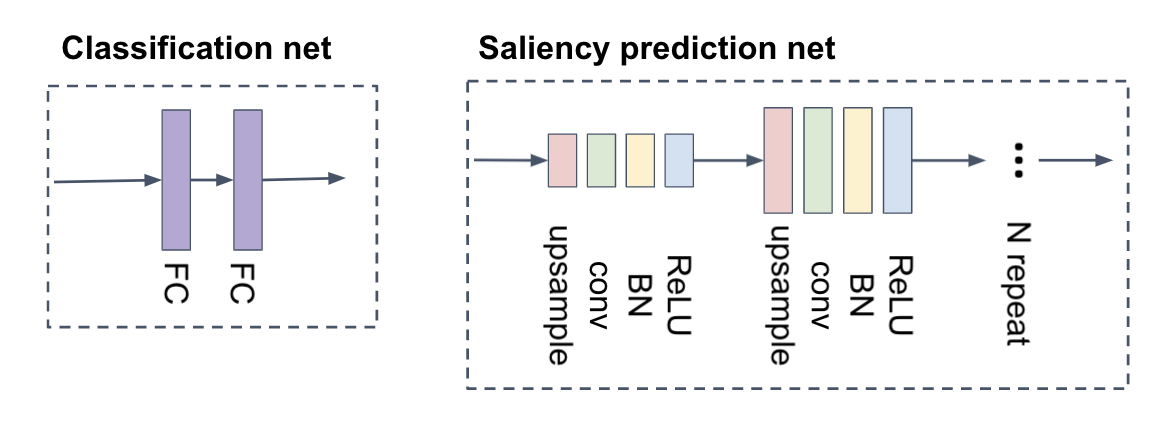 Classification net
FC
FC
Saliency prediction net
upsample
conv
BN
ReLU
upsample
conv
BN
ReLU
...
N repeat